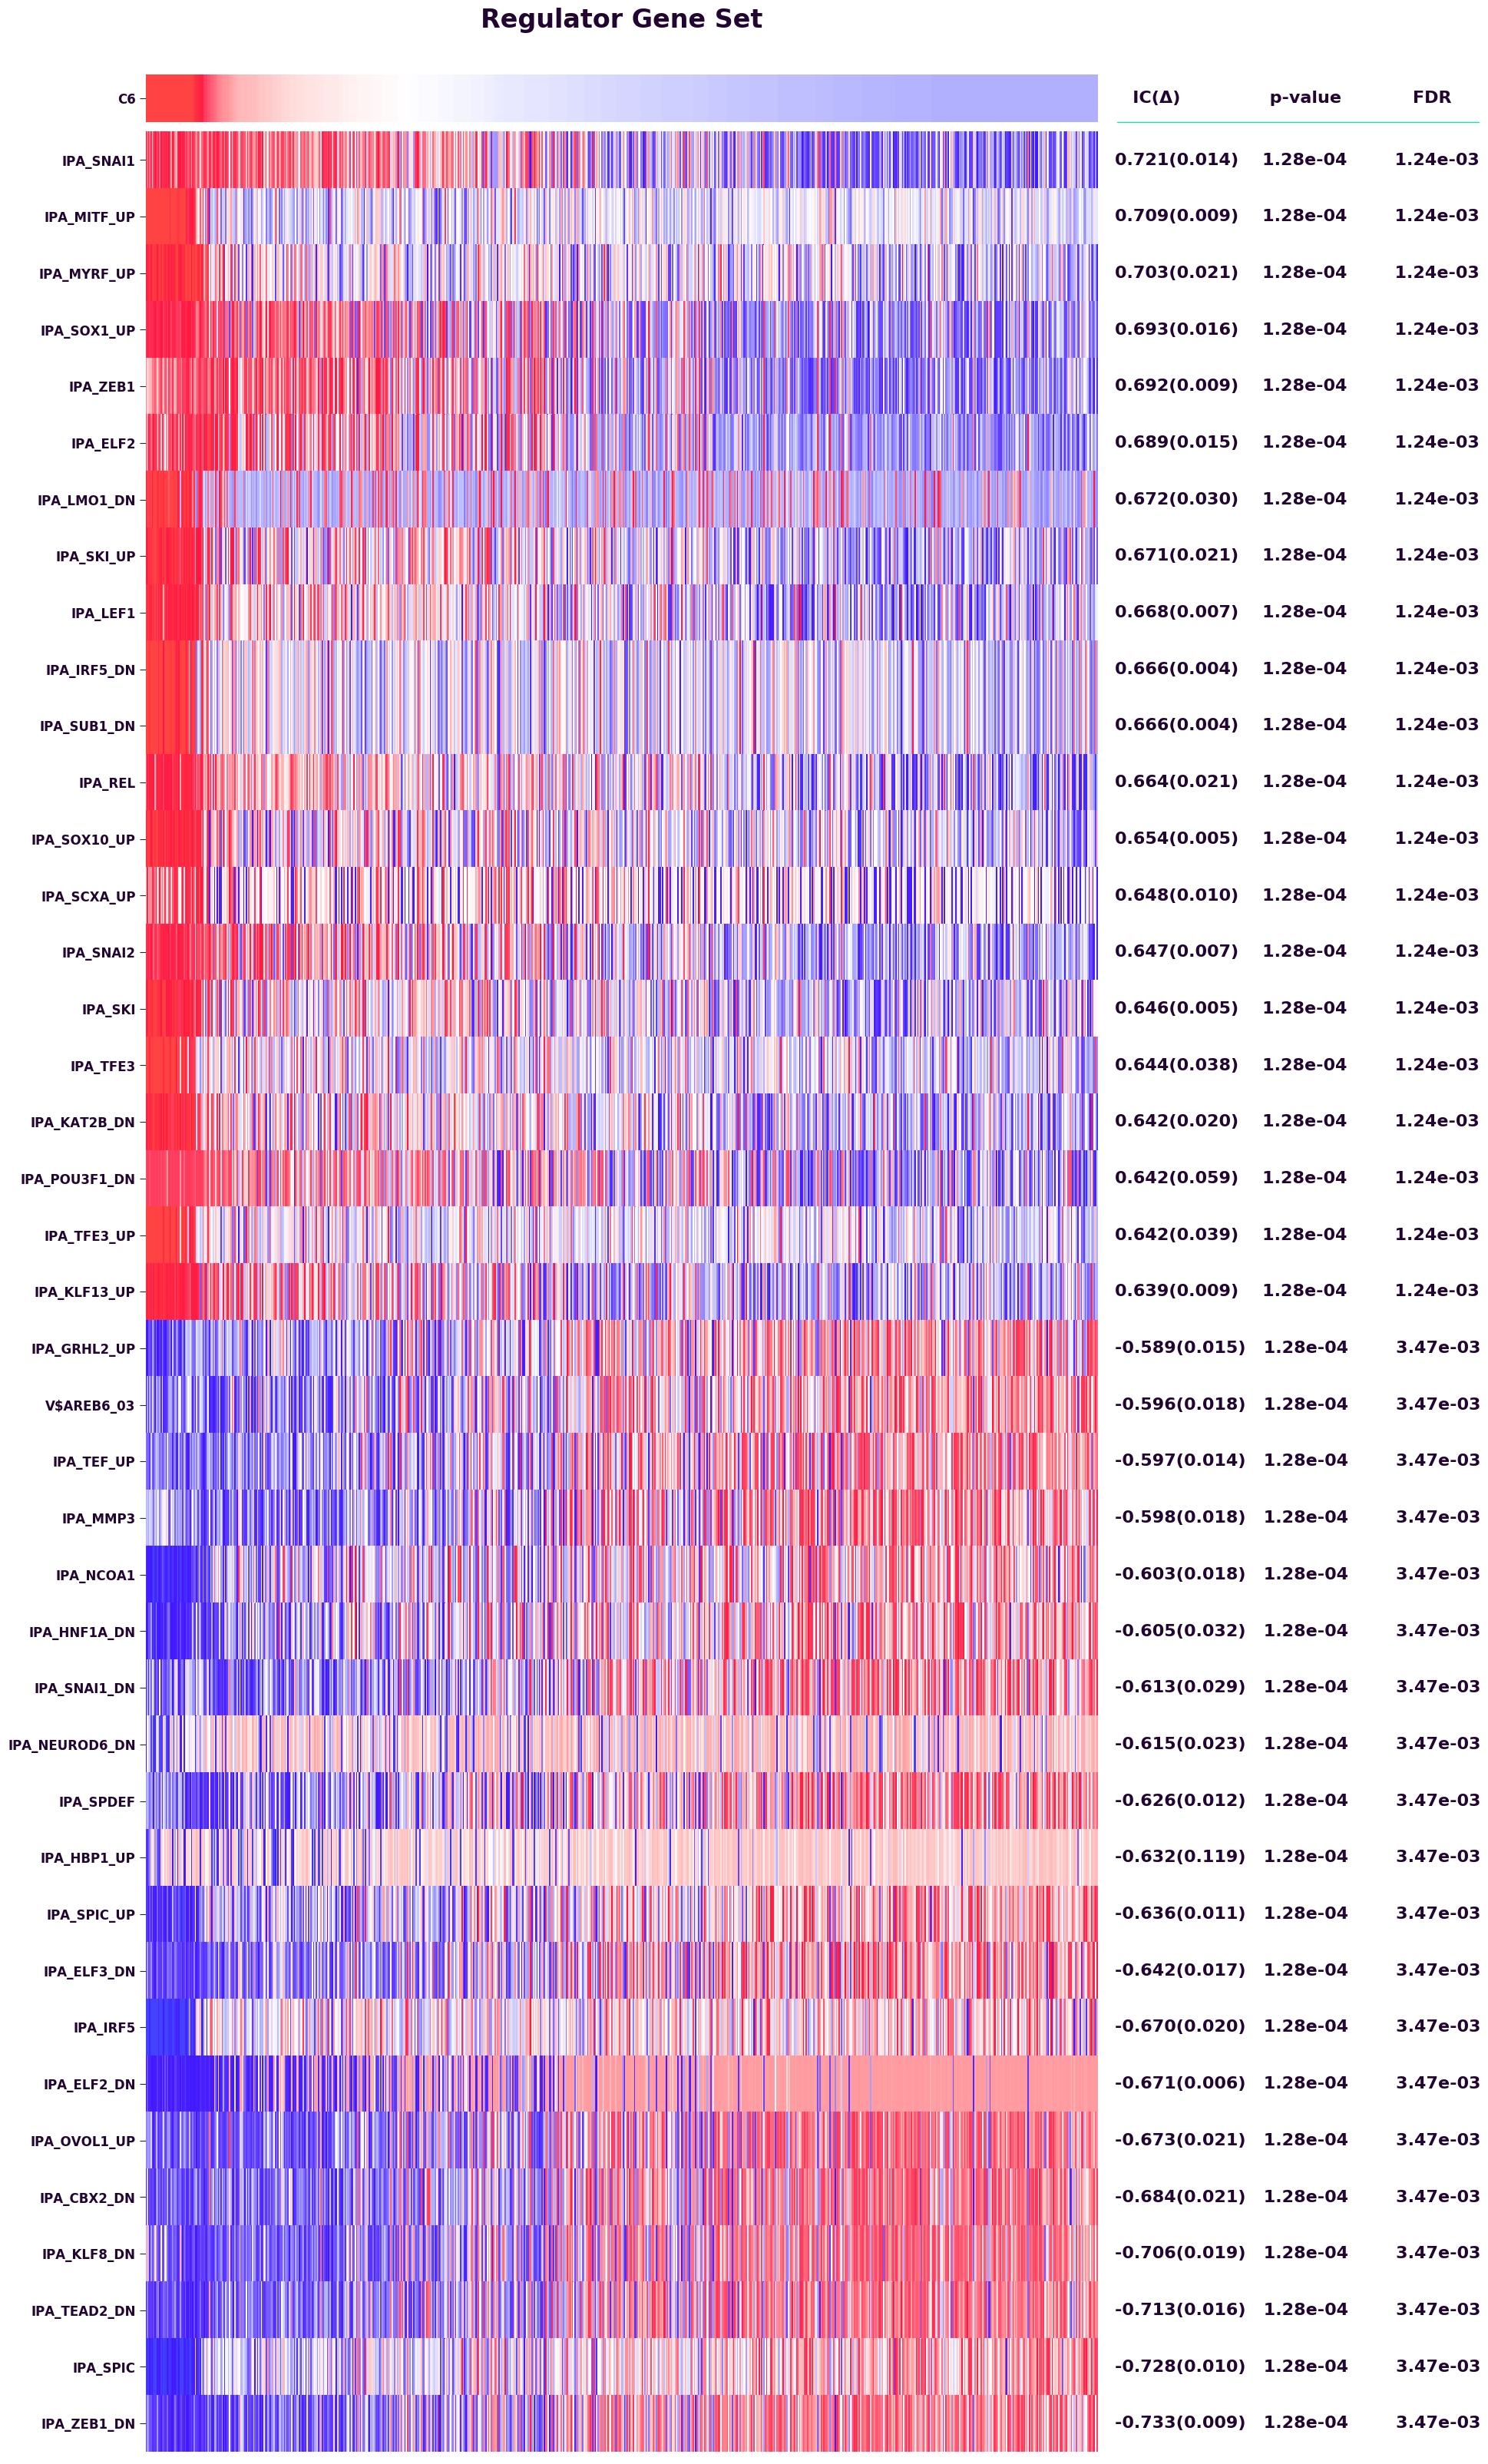 Regulator Gene Set
C6 IC(Δ) p-value FDR
IPA_SNAI1 0.721(0.014) 1.28e-04 1.24e-03
IPA_MITF_UP 0.709(0.009) 1.28e-04 1.24e-03
IPA_MYRF_UP 0.703(0.021) 1.28e-04 1.24e-03
IPA_SOX1_UP 0.693(0.016) 1.28e-04 1.24e-03
IPA_ZEB1 0.692(0.009) 1.28e-04 1.24e-03
IPA_ELF2 0.689(0.015) 1.28e-04 1.24e-03
IPA_LMO1_DN 0.672(0.030) 1.28e-04 1.24e-03
IPA_SKI_UP 0.671(0.021) 1.28e-04 1.24e-03
IPA_LEF1 0.668(0.007) 1.28e-04 1.24e-03
IPA_IRF5_DN 0.666(0.004) 1.28e-04 1.24e-03
IPA_SUB1_DN 0.666(0.004) 1.28e-04 1.24e-03
IPA_REL 0.664(0.021) 1.28e-04 1.24e-03
IPA_SOX10_UP 0.654(0.005) 1.28e-04 1.24e-03
IPA_SCXA_UP 0.648(0.010) 1.28e-04 1.24e-03
IPA_SNAI2 0.647(0.007) 1.28e-04 1.24e-03
IPA_SKI 0.646(0.005) 1.28e-04 1.24e-03
IPA_TFE3 0.644(0.038) 1.28e-04 1.24e-03
IPA_KAT2B_DN 0.642(0.020) 1.28e-04 1.24e-03
IPA_POU3F1_DN 0.642(0.059) 1.28e-04 1.24e-03
IPA_TFE3_UP 0.642(0.039) 1.28e-04 1.24e-03
IPA_KLF13_UP 0.639(0.009) 1.28e-04 1.24e-03
IPA_GRHL2_UP -0.589(0.015) 1.28e-04 3.47e-03
V$AREB6_03 -0.596(0.018) 1.28e-04 3.47e-03
IPA_TEF_UP -0.597(0.014) 1.28e-04 3.47e-03
IPA_MMP3 -0.598(0.018) 1.28e-04 3.47e-03
IPA_NCOA1 -0.603(0.018) 1.28e-04 3.47e-03
IPA_HNF1A_DN -0.605(0.032) 1.28e-04 3.47e-03
IPA_SNAI1_DN -0.613(0.029) 1.28e-04 3.47e-03
IPA_NEUROD6_DN -0.615(0.023) 1.28e-04 3.47e-03
IPA_SPDEF -0.626(0.012) 1.28e-04 3.47e-03
IPA_HBP1_UP -0.632(0.119) 1.28e-04 3.47e-03
IPA_SPIC_UP -0.636(0.011) 1.28e-04 3.47e-03
IPA_ELF3_DN -0.642(0.017) 1.28e-04 3.47e-03
IPA_IRF5 -0.670(0.020) 1.28e-04 3.47e-03
IPA_ELF2_DN -0.671(0.006) 1.28e-04 3.47e-03
IPA_OVOL1_UP -0.673(0.021) 1.28e-04 3.47e-03
IPA_CBX2_DN -0.684(0.021) 1.28e-04 3.47e-03
IPA_KLF8_DN -0.706(0.019) 1.28e-04 3.47e-03
IPA_TEAD2_DN -0.713(0.016) 1.28e-04 3.47e-03
IPA_SPIC -0.728(0.010) 1.28e-04 3.47e-03
IPA_ZEB1_DN -0.733(0.009) 1.28e-04 3.47e-03